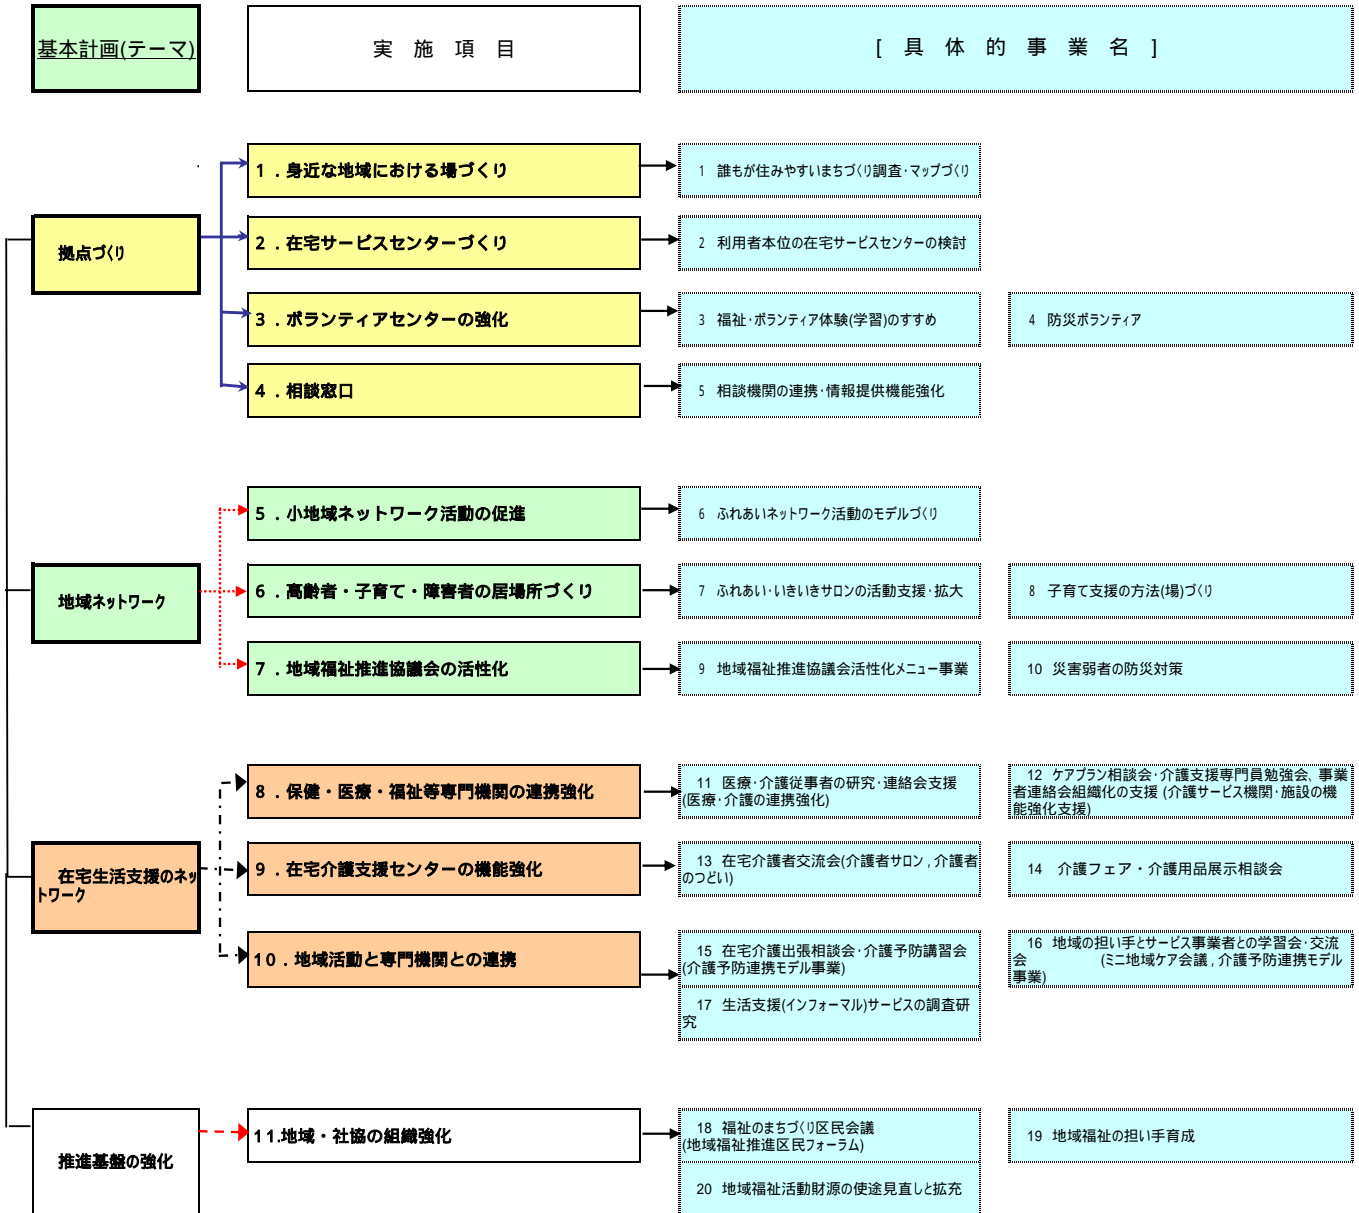 基本計画(テーマ)
実 施 項 目
[ 具 体 的 事 業 名 ]
拠点づくり
1．身近な地域における場づくり
1 誰もが住みやすいまちづくり調査･マップづくり
2．在宅サービスセンターづくり
2 利用者本位の在宅サービスセンターの検討
3．ボランティアセンターの強化
3 福祉･ボランティア体験(学習)のすすめ
4 防災ボランティア
4．相談窓口
5 相談機関の連携･情報提供機能強化
地域ネットワーク
5．小地域ネットワーク活動の促進
6 ふれあいネットワーク活動のモデルづくり
6．高齢者・子育て・障害者の居場所づくり
7 ふれあい･いきいきサロンの活動支援･拡大
8 子育て支援の方法(場)づくり
7．地域福祉推進協議会の活性化
9 地域福祉推進協議会活性化メニュー事業
10 災害弱者の防災対策
在宅生活支援のネッ
トワーク
8．保健・医療・福祉等専門機関の連携強化
11 医療･介護従事者の研究･連絡会支援
(医療･介護の連携強化)
12 ケアプラン相談会･介護支援専門員勉強会、事業
者連絡会組織化の支援 (介護サービス機関･施設の機
能強化支援)
9．在宅介護支援センターの機能強化
13 在宅介護者交流会(介護者サロン，介護者
のつどい)
14 介護フェア・介護用品展示相談会
10．地域活動と専門機関との連携
15 在宅介護出張相談会･介護予防講習会
(介護予防連携モデル事業)
16 地域の担い手とサービス事業者との学習会･交流
会 (ミニ地域ケア会議，介護予防連携モデル
事業)
17 生活支援(インフォーマル)サービスの調査研
究
推進基盤の強化
11.地域・社協の組織強化
18 福祉のまちづくり区民会議
(地域福祉推進区民フォーラム)
19 地域福祉の担い手育成
20 地域福祉活動財源の使途見直しと拡充